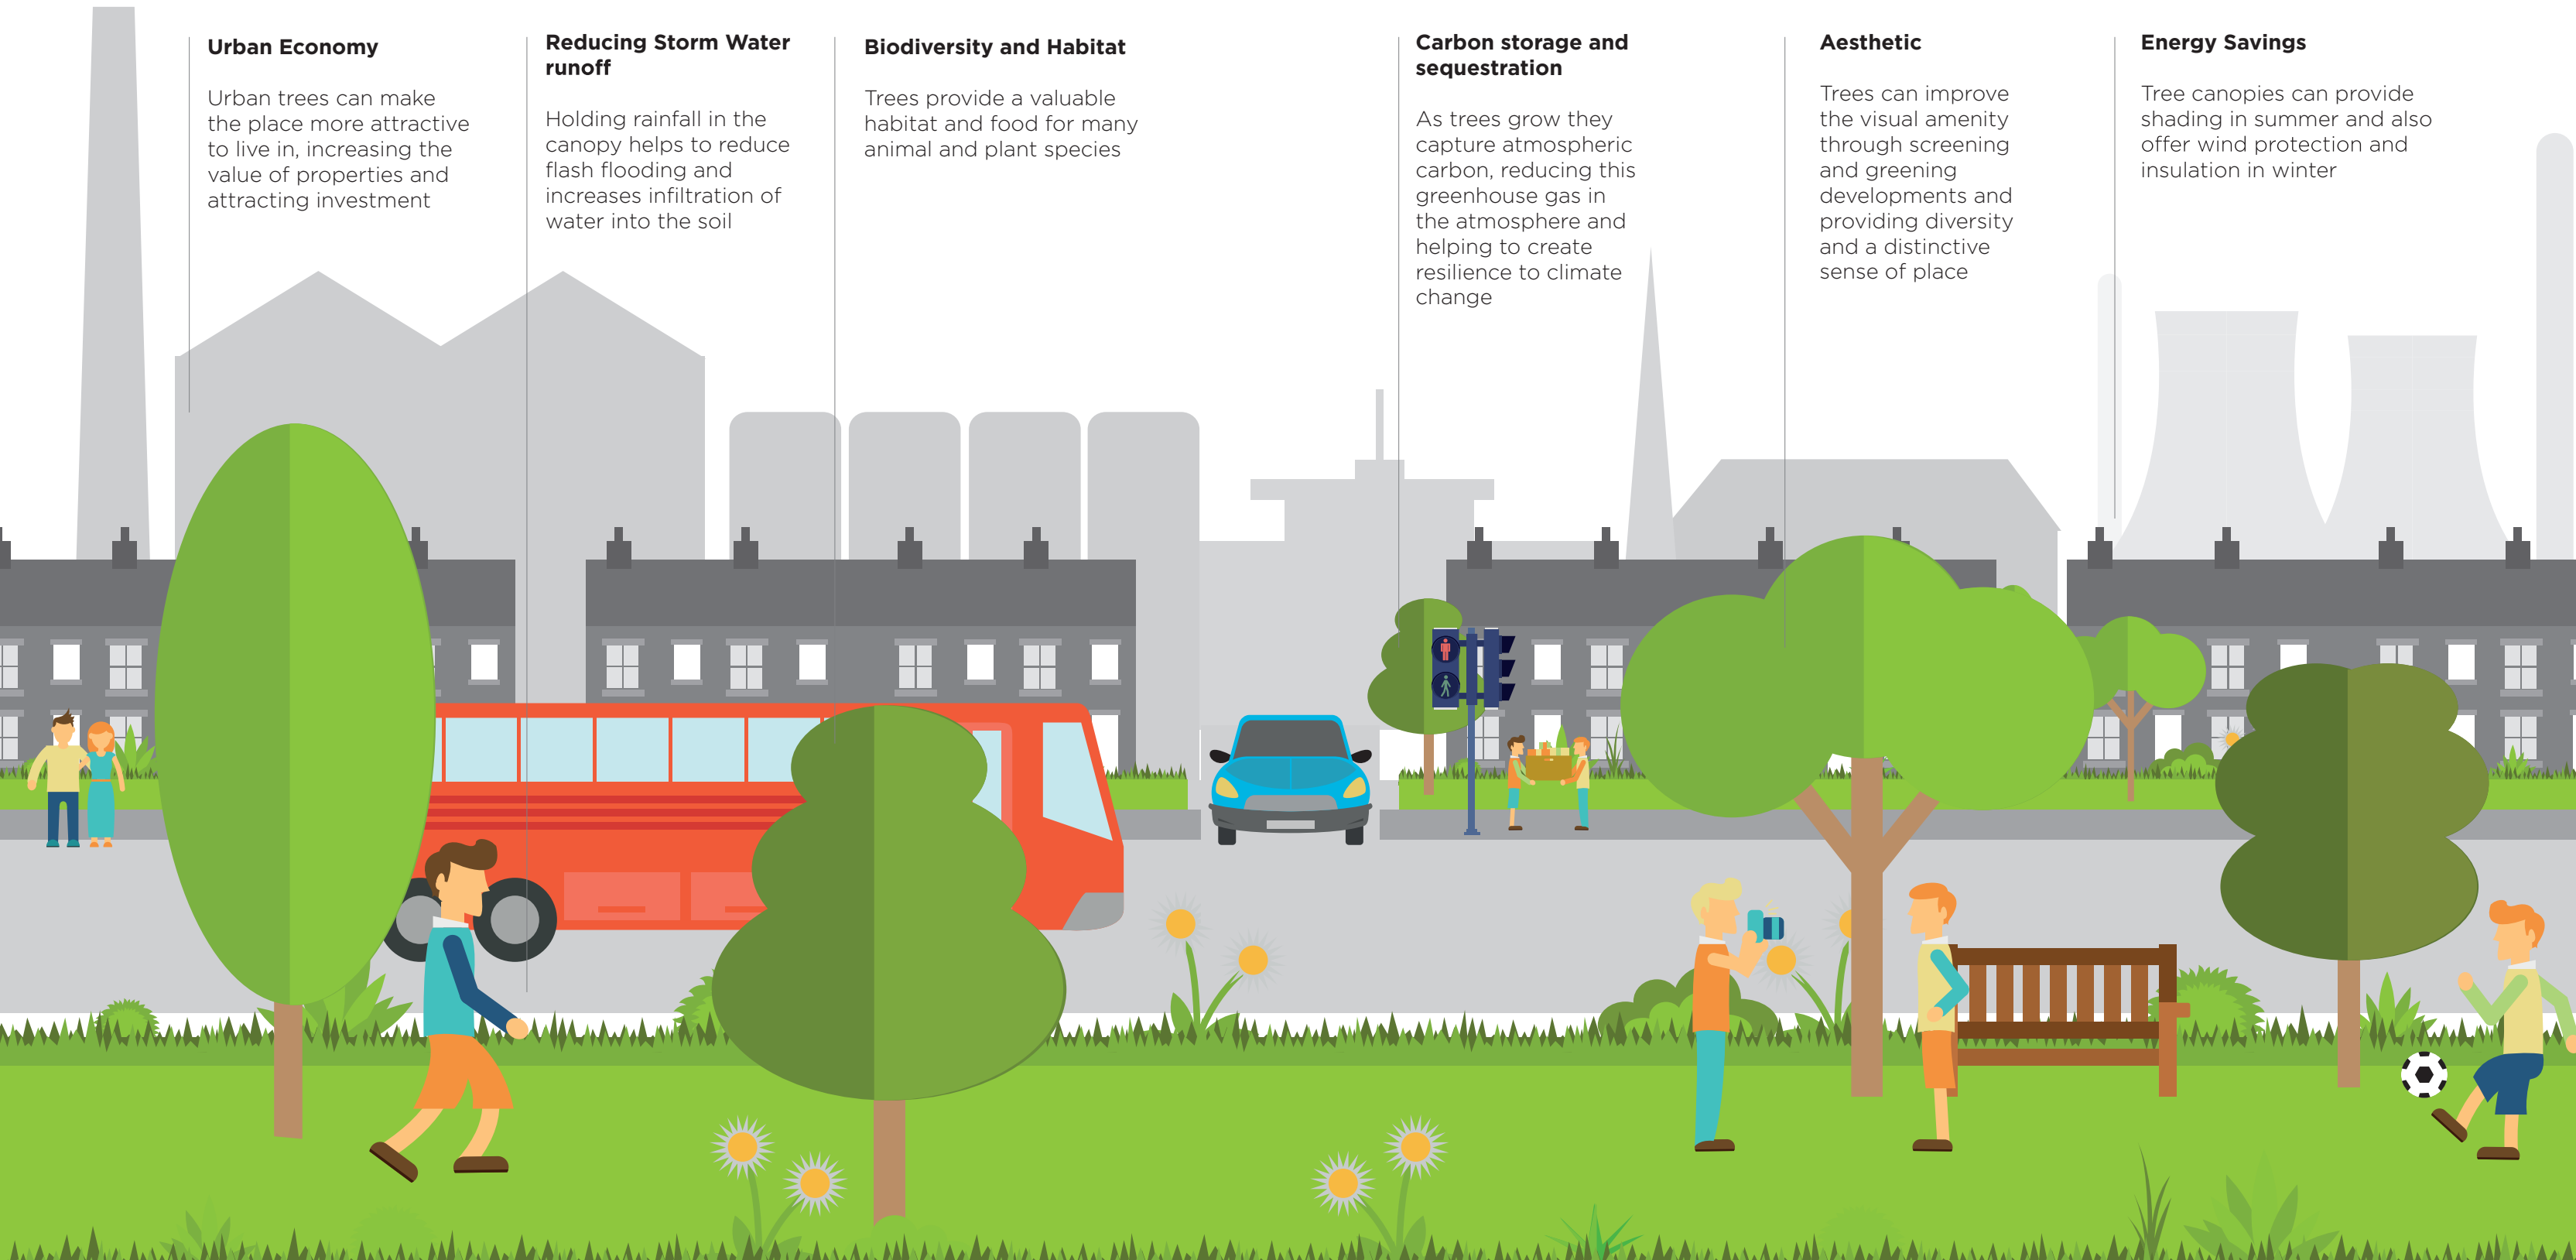 Urban Economy
Urban trees can make
the place more attractive
to live in, increasing the
value of properties and
attracting investment
Reducing Storm Water
runoff
Holding rainfall in the
canopy helps to reduce
flash flooding and
increases infiltration of
water into the soil
Biodiversity and Habitat
Trees provide a valuable
habitat and food for many
animal and plant species
Carbon storage and
sequestration
As trees grow they
capture atmospheric
carbon, reducing this
greenhouse gas in
the atmosphere and
helping to create
resilience to climate
change
Aesthetic
Trees can improve
the visual amenity
through screening
and greening
developments and
providing diversity
and a distinctive
sense of place
Energy Savings
Tree canopies can provide
shading in summer and also
offer wind protection and
insulation in winter